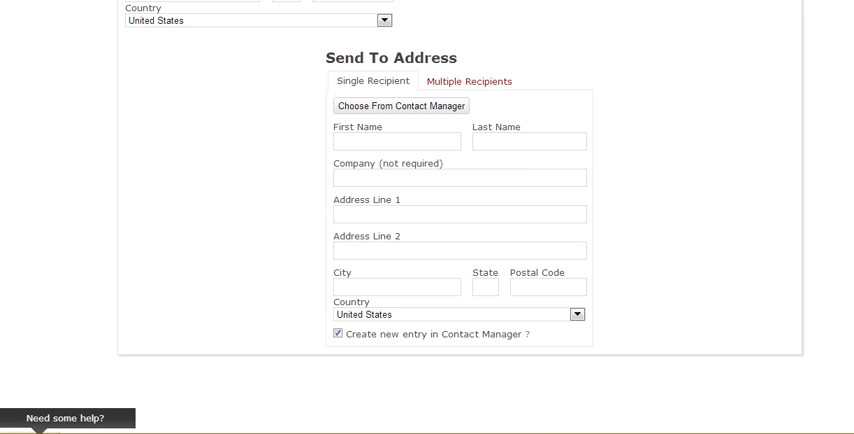 Country
United States
Send To Address
Single Recipient
Multiple Recipients
Choose From Contact Manager
First Name
Last Name
Company (not required)
Address Line 1
Address Line 2
City
State
Postal Code
Country
United States
Create new entry in Contact Manager ?
Need some help?